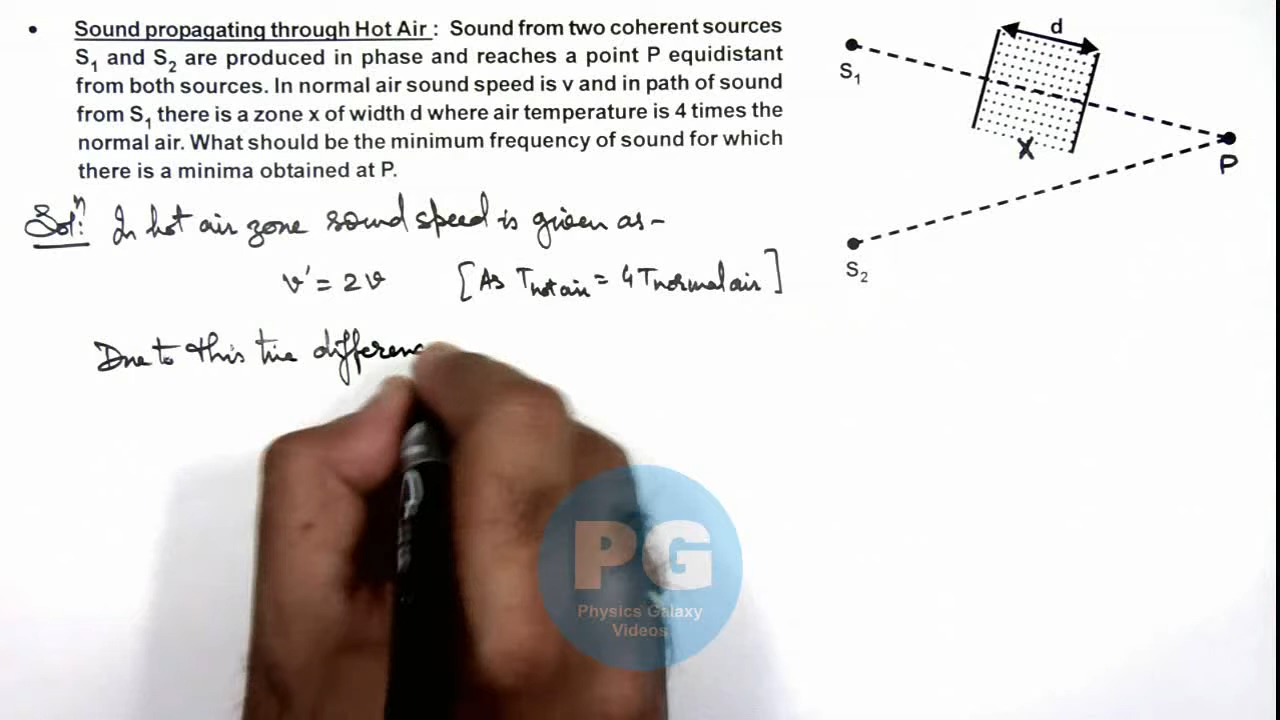 • Sound propagating through Hot Air : Sound from two coherent sources
S₁ and S₂ are produced in phase and reaches a point P equidistant
from both sources. In normal air sound speed is v and in path of sound
from S₁ there is a zone x of width d where air temperature is 4 times the
normal air. What should be the minimum frequency of sound for which
there is a minima obtained at P.
d
S₁
X
P
S₂
Solⁿ: In hot air zone sound speed is given as-
v' = 2v [As T hot air = 4 T normal air]
Due to this time differenc
PG
Physics Galaxy
Videos